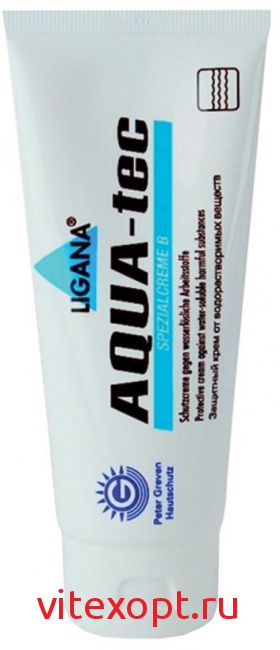 LIGANA®
AQUA-tec
SPEZIALCREME B
Schutzcreme gegen wasserlösliche Arbeitsstoffe
Protective cream against water-soluble harmful substances
Защитный крем от водорастворимых веществ
G
Peter Greven
Hautschutz
vitexopt.ru